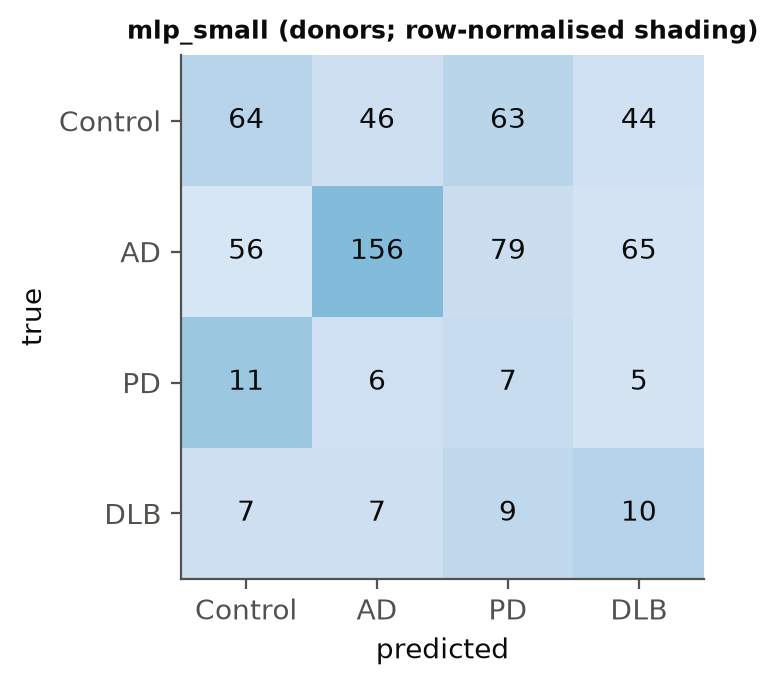 mlp_small (donors; row-normalised shading)
Control 64 46 63 44
AD 56 156 79 65
PD 11 6 7 5
DLB 7 7 9 10
Control AD PD DLB
predicted
true